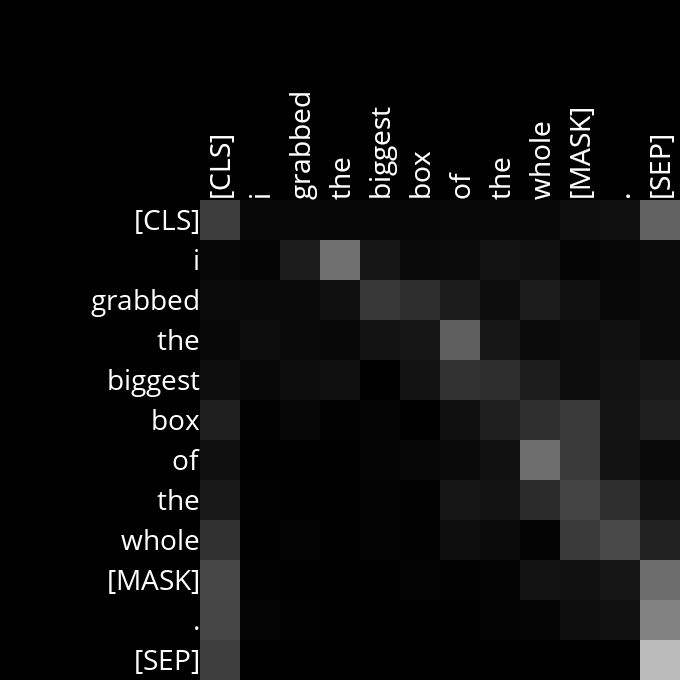 [CLS] i grabbed the biggest box of the whole [MASK] . [SEP]
[CLS]
i
grabbed
the
biggest
box
of
the
whole
[MASK]
.
[SEP]